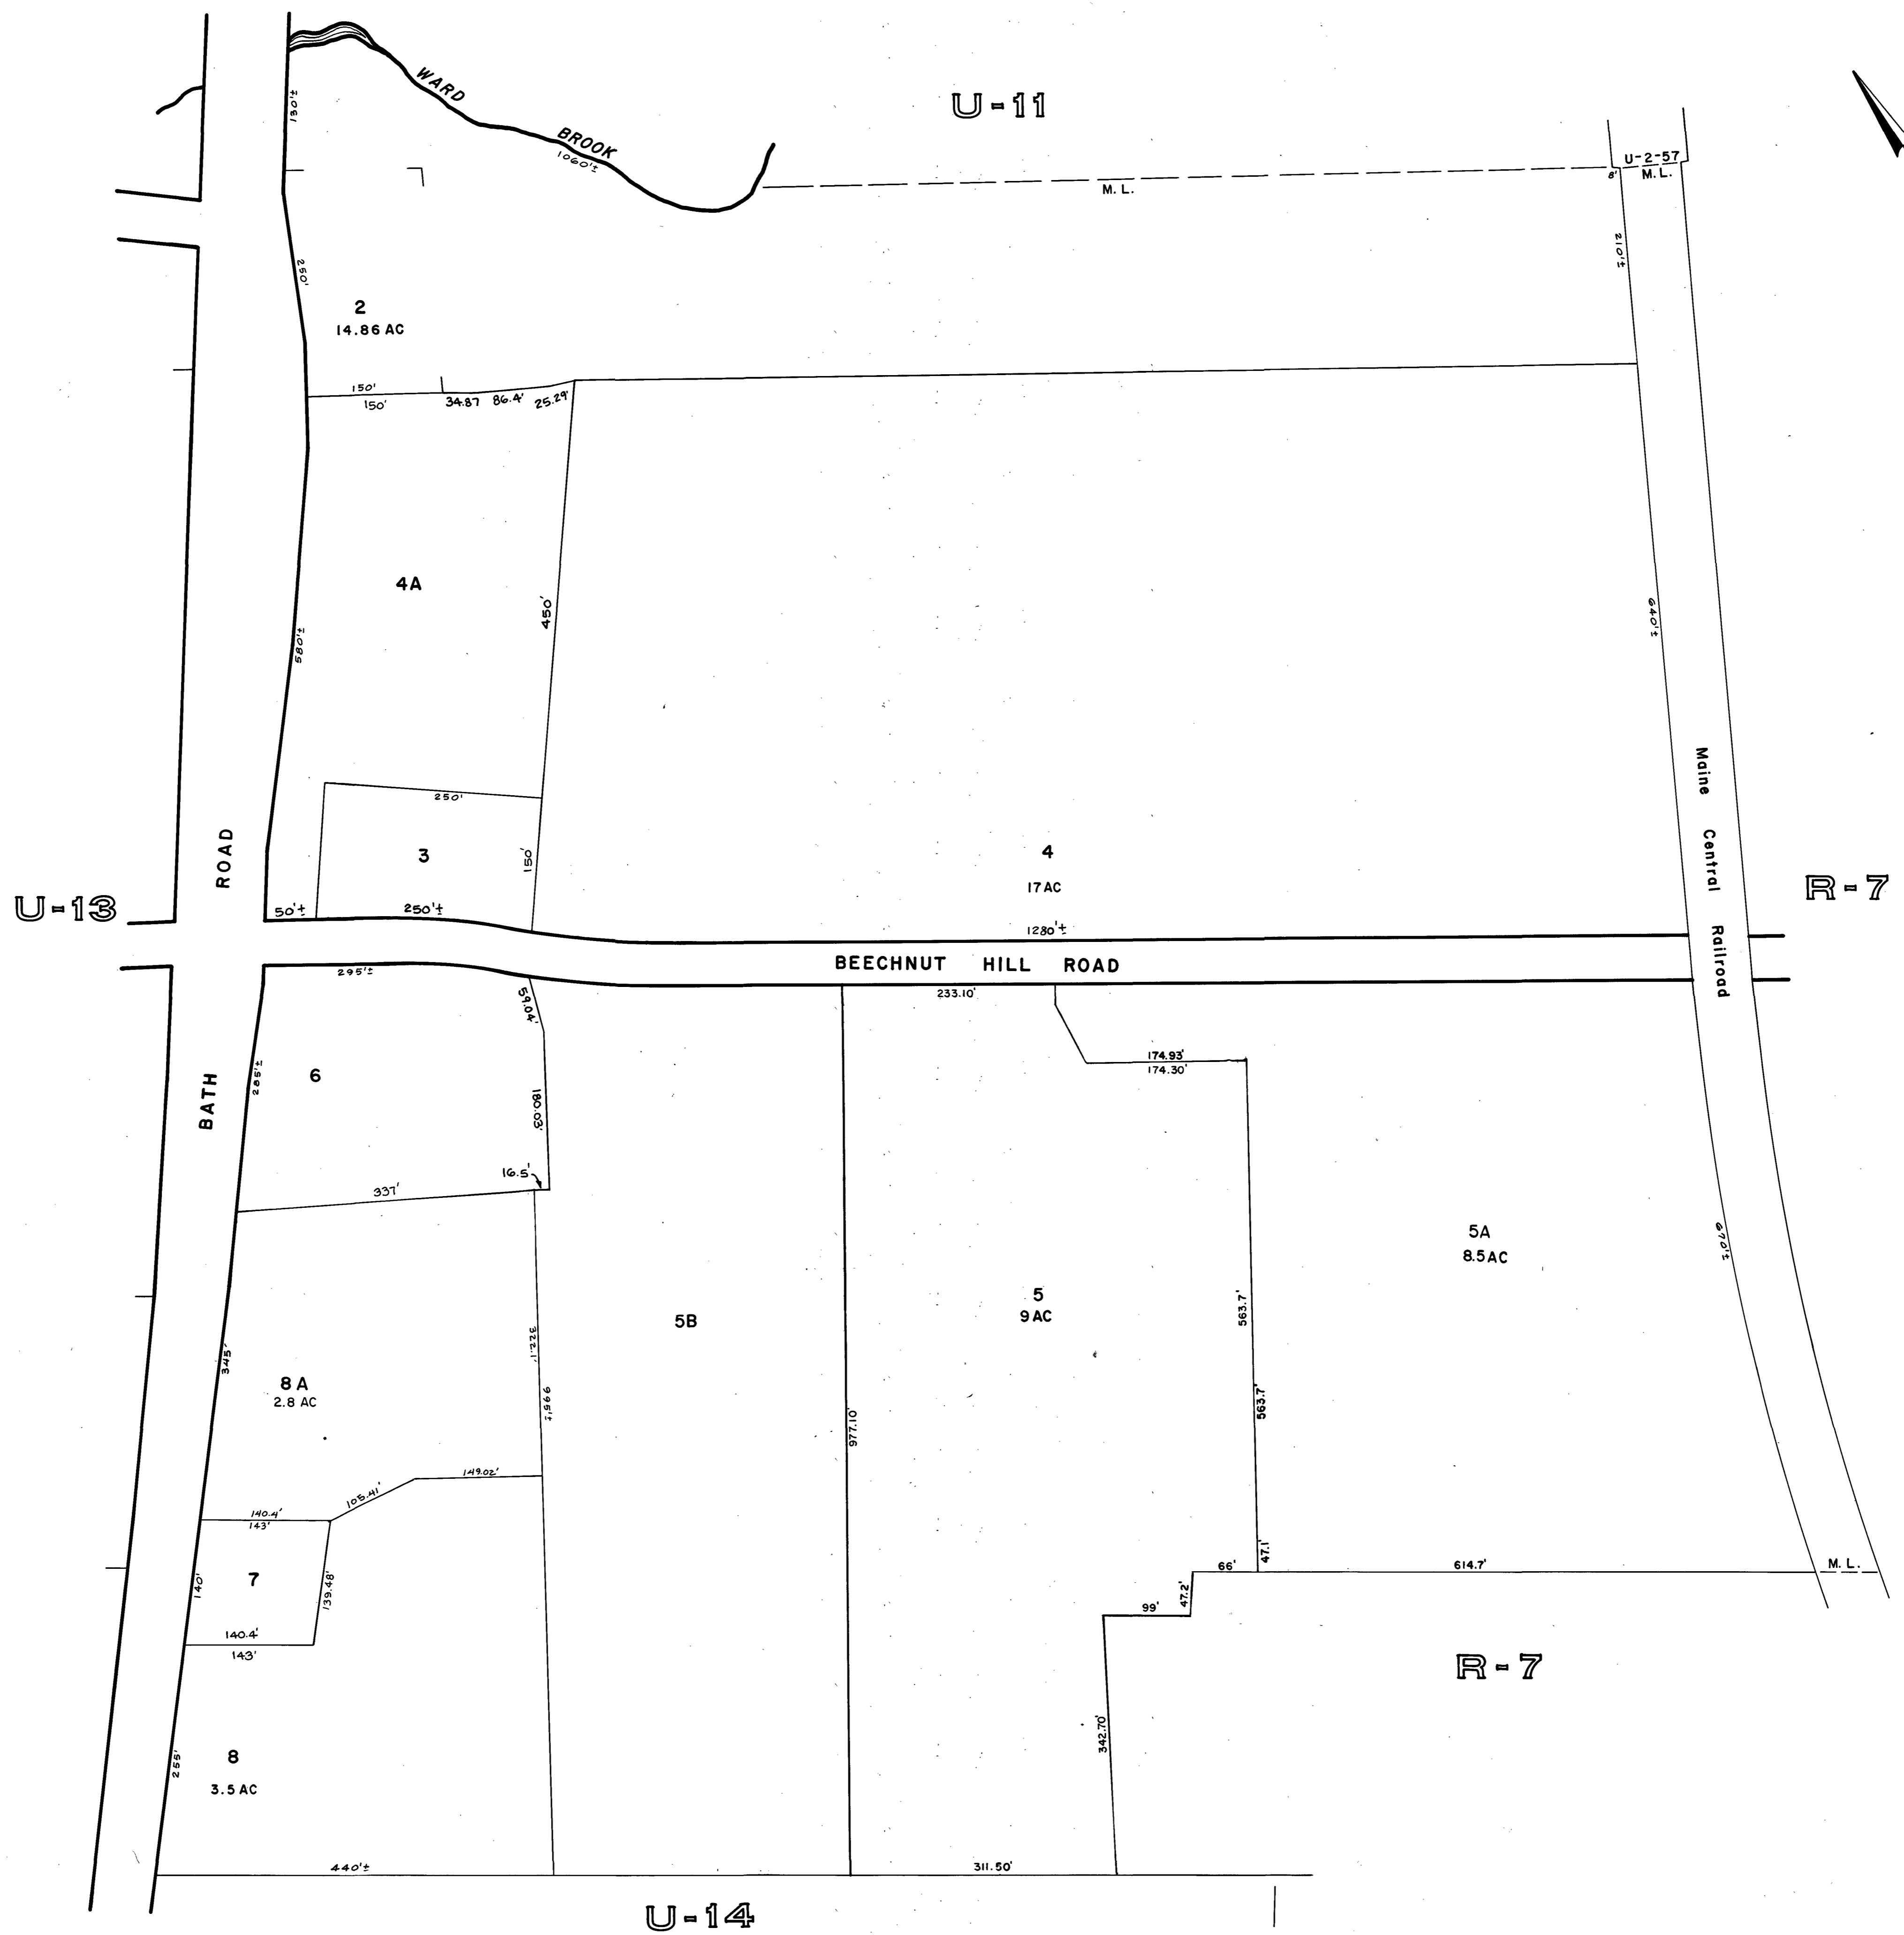 U-11
WARD
BROOK
1060'±
130'±
U-2-57
M. L.
8'
M. L.
210'±
250'
2
14.86 AC
150'
150'
34.87
86.4'
25.29'
4A
450'
580'±
640'±
250'
3
150'
4
17 AC
Maine Central Railroad
R-7
U-13
ROAD
50'±
250'±
1280'±
BEECHNUT HILL ROAD
295'±
59.04'
233.10'
174.93'
174.30'
BATH
285'±
6
180.03'
16.5'
337'
5A
8.5 AC
670'±
5
9 AC
563.7'
563.7'
5B
322.1'
995'±
345'
8A
2.8 AC
977.10'
149.02'
105.41'
140.4'
143'
7
140'
139.48'
140.4'
143'
47.1'
66'
614.7'
M. L.
47.2'
99'
R-7
342.70'
8
3.5 AC
255'
440'±
311.50'
U-14